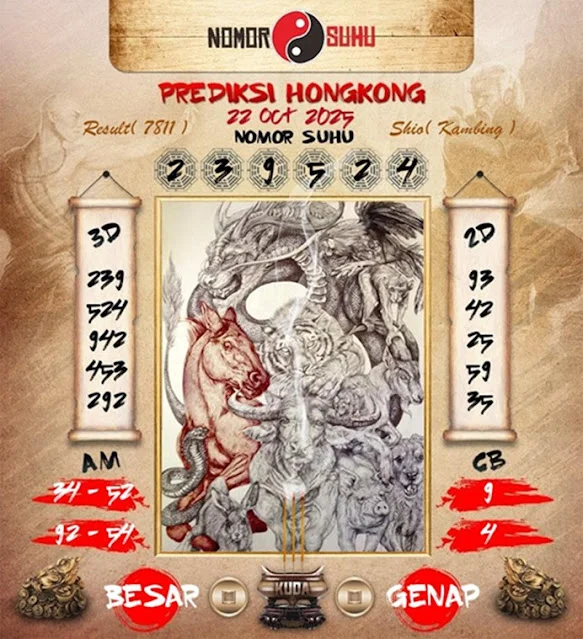 NOMOR SUHU
PREDIKSI HONGKONG
22 OCT 2025
Result( 7811 )
NOMOR SUHU
Shio( Kambing )
2 3 9 5 2 4
3D
239
524
942
453
292
2D
93
42
25
59
35
AM
34 - 52
92 - 54
CB
9
4
BESAR
KUDA
GENAP